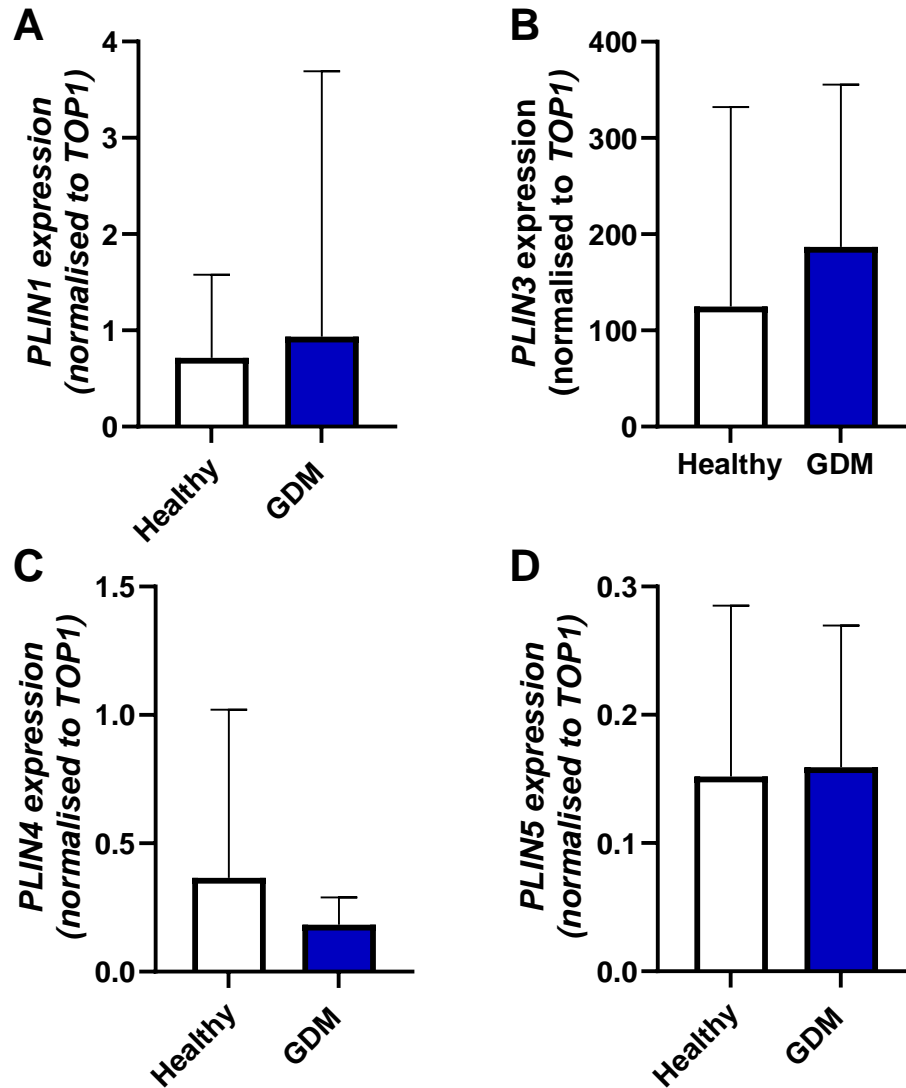 A
PLIN1 expression
(normalised to TOP1)
4
3
2
1
0
Healthy
GDM
B
PLIN3 expression
(normalised to TOP1)
400
300
200
100
0
Healthy
GDM
C
PLIN4 expression
(normalised to TOP1)
1.5
1.0
0.5
0.0
Healthy
GDM
D
PLIN5 expression
(normalised to TOP1)
0.3
0.2
0.1
0.0
Healthy
GDM